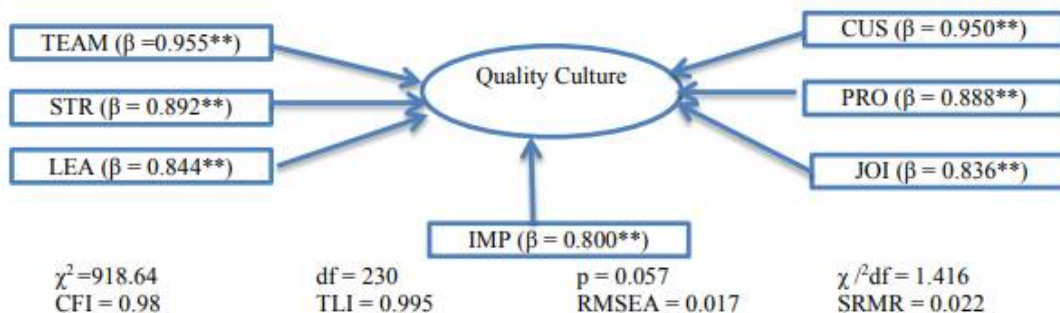 TEAM (β =0.955**)
STR (β = 0.892**)
LEA (β = 0.844**)
Quality Culture
CUS (β = 0.950**)
PRO (β = 0.888**)
JOI (β = 0.836**)
IMP (β = 0.800**)
χ² =918.64 df = 230 p = 0.057 χ /²df = 1.416
CFI = 0.98 TLI = 0.995 RMSEA = 0.017 SRMR = 0.022